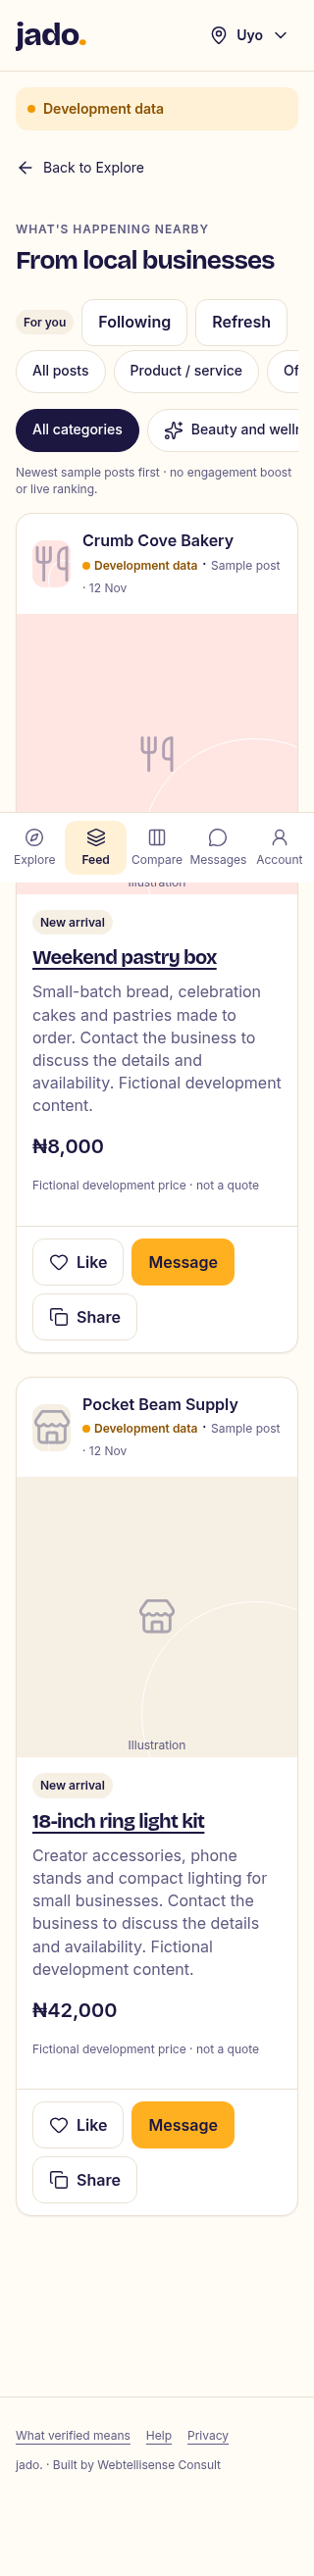 jado.
Uyo
Development data
Back to Explore
WHAT'S HAPPENING NEARBY
From local businesses
For you
Following
Refresh
All posts
Product / service
Of
All categories
Beauty and welln
Newest sample posts first · no engagement boost
or live ranking.
Crumb Cove Bakery
Development data · Sample post
· 12 Nov
Explore
Feed
Compare
Messages
Account
Illustration
New arrival
Weekend pastry box
Small-batch bread, celebration
cakes and pastries made to
order. Contact the business to
discuss the details and
availability. Fictional development
content.
₦8,000
Fictional development price · not a quote
Like
Message
Share
Pocket Beam Supply
Development data · Sample post
· 12 Nov
Illustration
New arrival
18-inch ring light kit
Creator accessories, phone
stands and compact lighting for
small businesses. Contact the
business to discuss the details
and availability. Fictional
development content.
₦42,000
Fictional development price · not a quote
Like
Message
Share
What verified means
Help
Privacy
jado. · Built by Webtellisense Consult